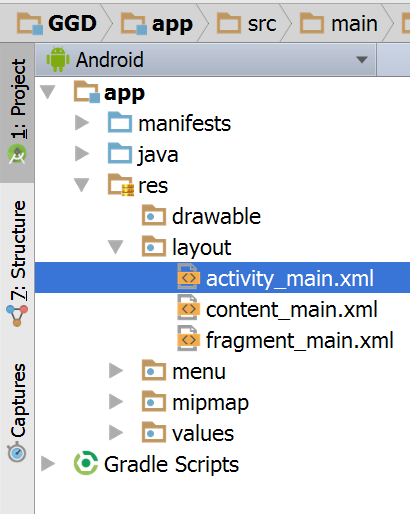 GGD app src main
Android
1: Project
app
manifests
java
res
drawable
layout
activity_main.xml
content_main.xml
fragment_main.xml
menu
mipmap
values
Gradle Scripts
7: Structure
Captures